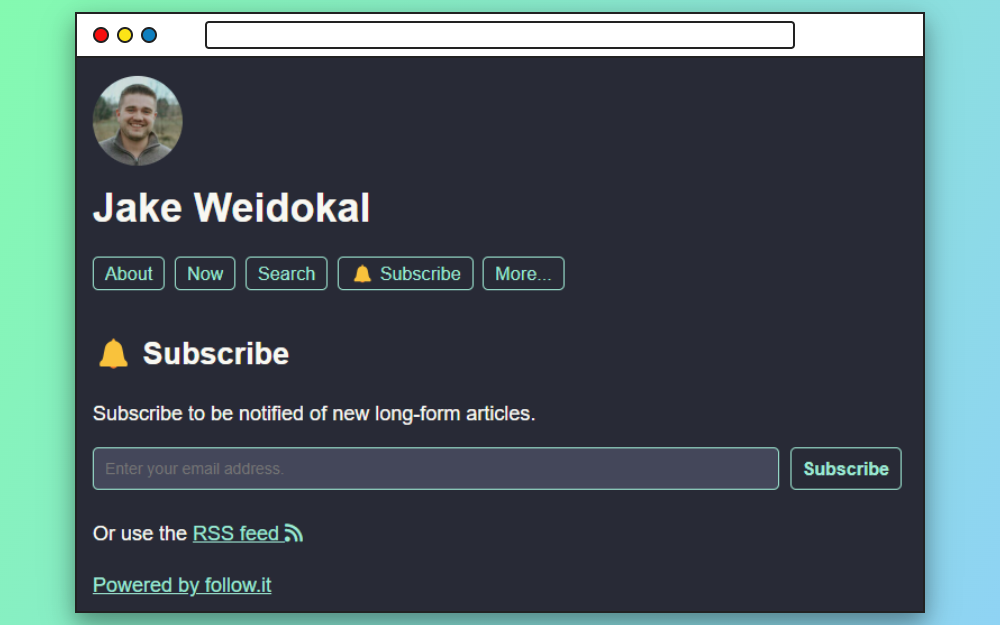 Jake Weidokal
About Now Search Subscribe More...
Subscribe
Subscribe to be notified of new long-form articles.
Enter your email address. Subscribe
Or use the RSS feed
Powered by follow.it